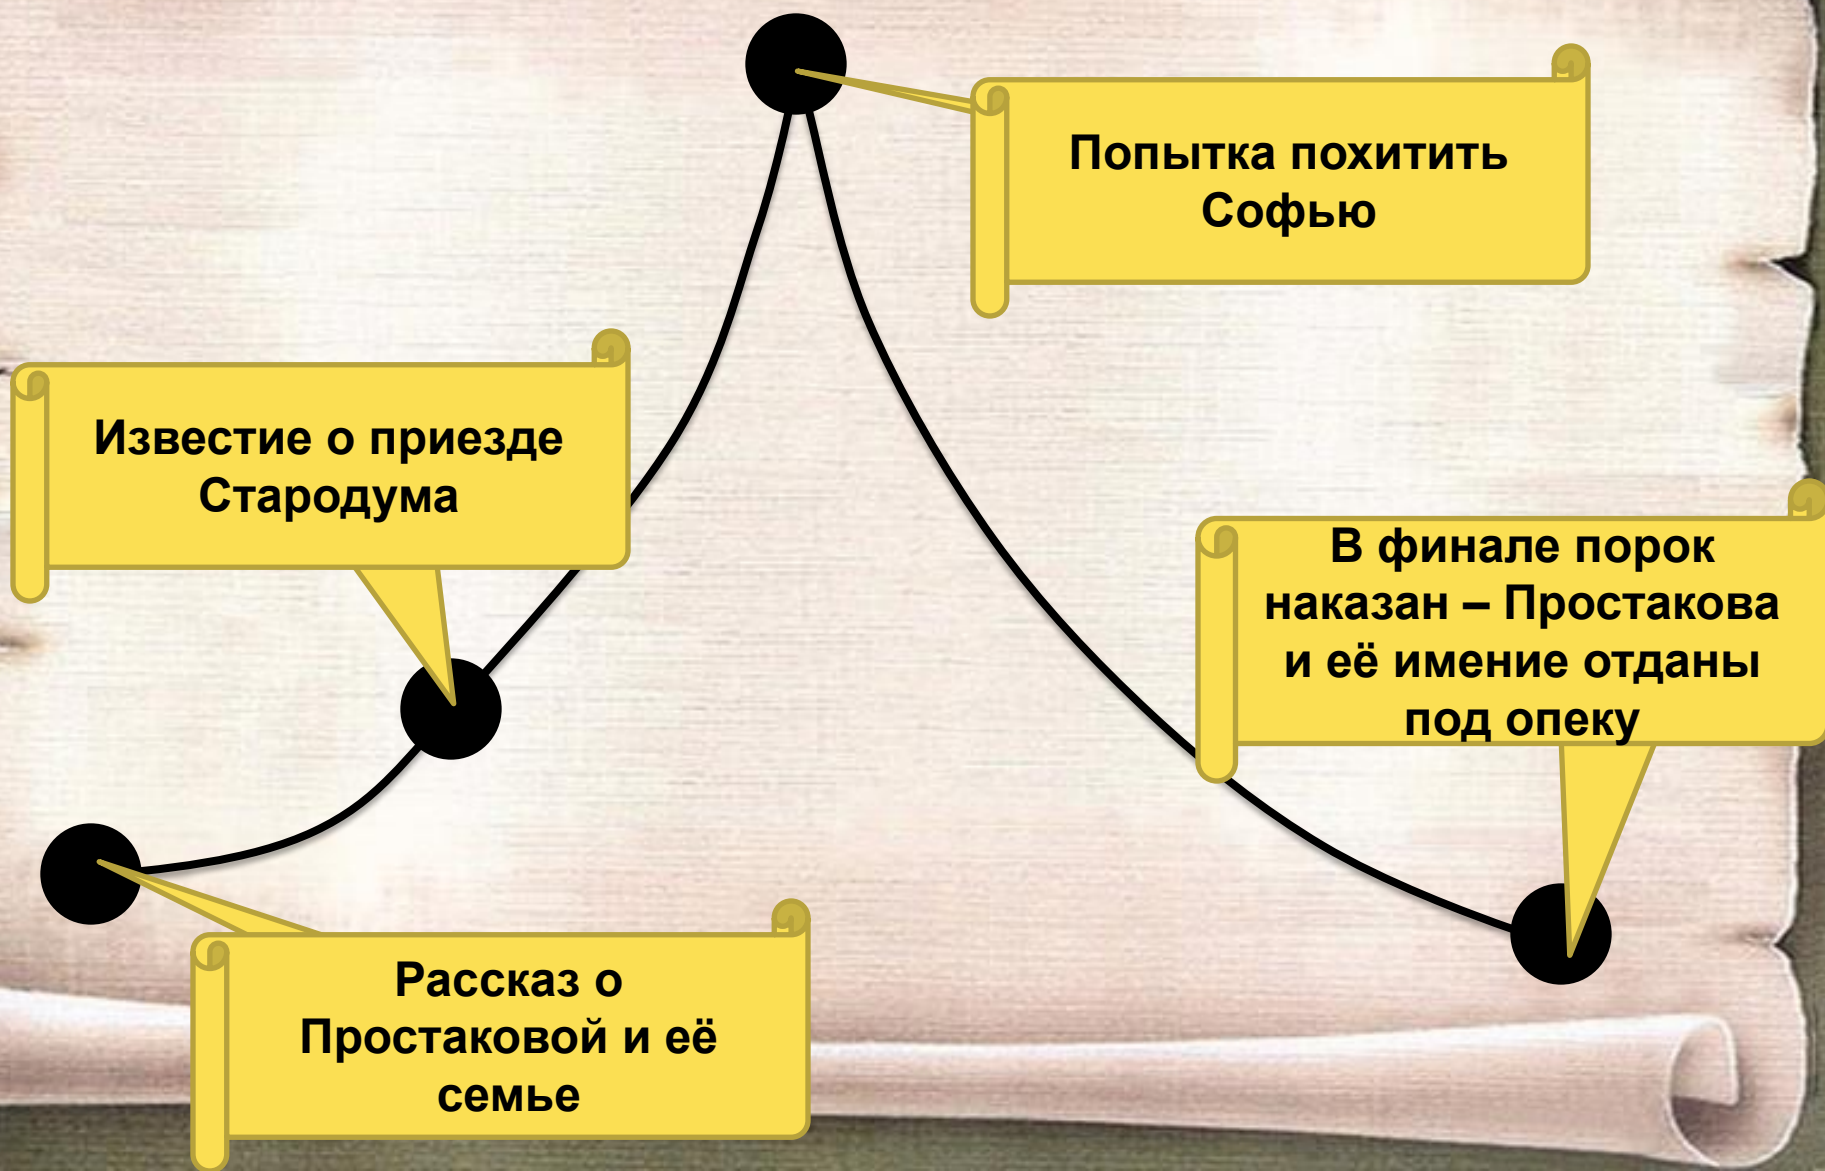 Попытка похитить
Софью
Известие о приезде
Стародума
В финале порок
наказан – Простакова
и её имение отданы
под опеку
Рассказ о
Простаковой и её
семье